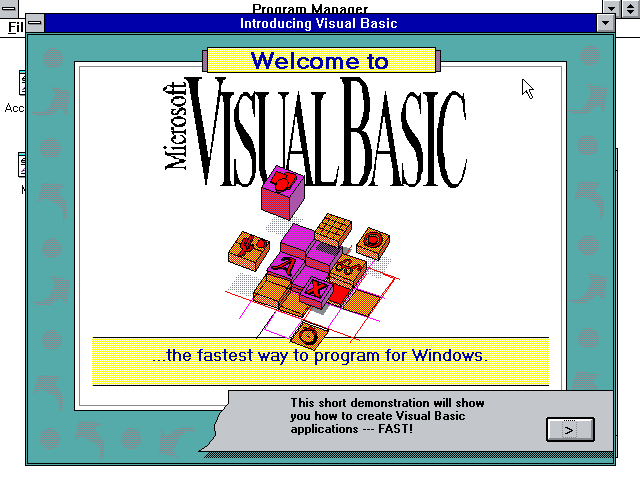 Program Manager
Introducing Visual Basic
Fil
Acc
M
Welcome to
Microsoft
VISUAL BASIC
A
X
...the fastest way to program for Windows.
This short demonstration will show
you how to create Visual Basic
applications --- FAST!
>